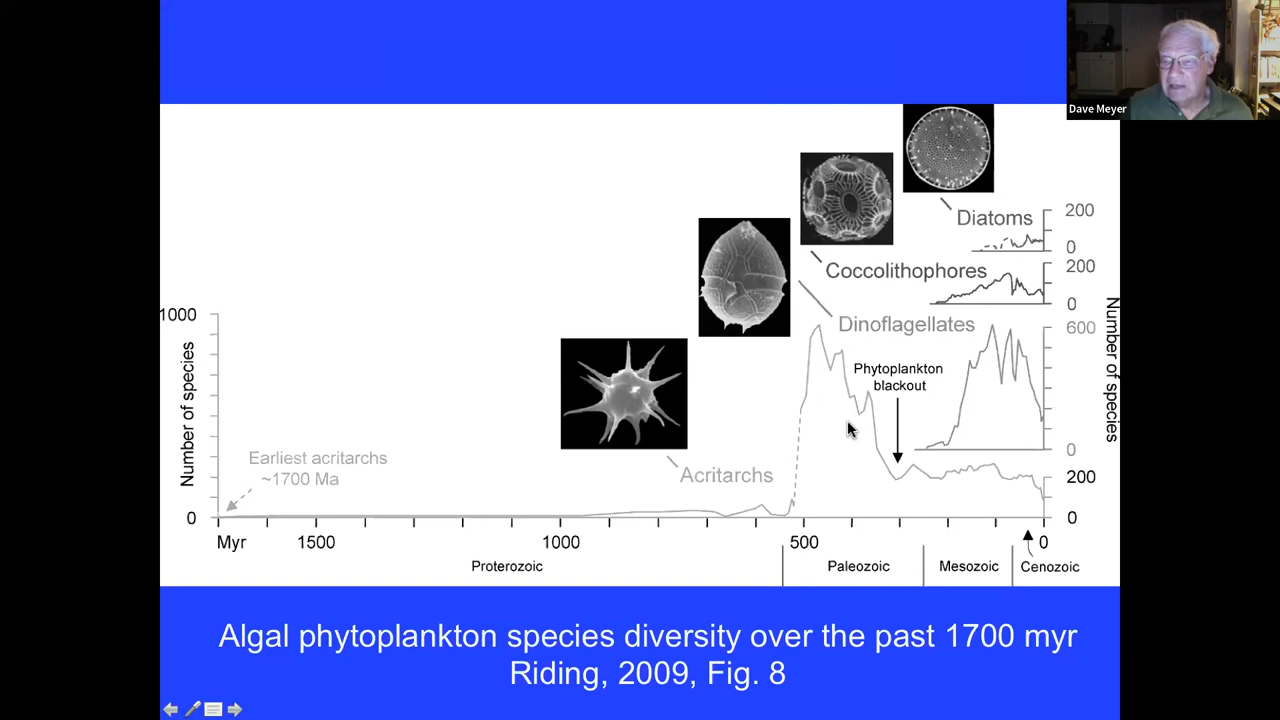 Dave Meyer
Diatoms
200
0
Coccolithophores
200
0
1000
Number of species
Dinoflagellates
600
Number of species
Phytoplankton
blackout
0
Earliest acritarchs
~1700 Ma
Acritarchs
200
0
0
Myr
1500
1000
500
0
Proterozoic
Paleozoic
Mesozoic
Cenozoic
Algal phytoplankton species diversity over the past 1700 myr
Riding, 2009, Fig. 8